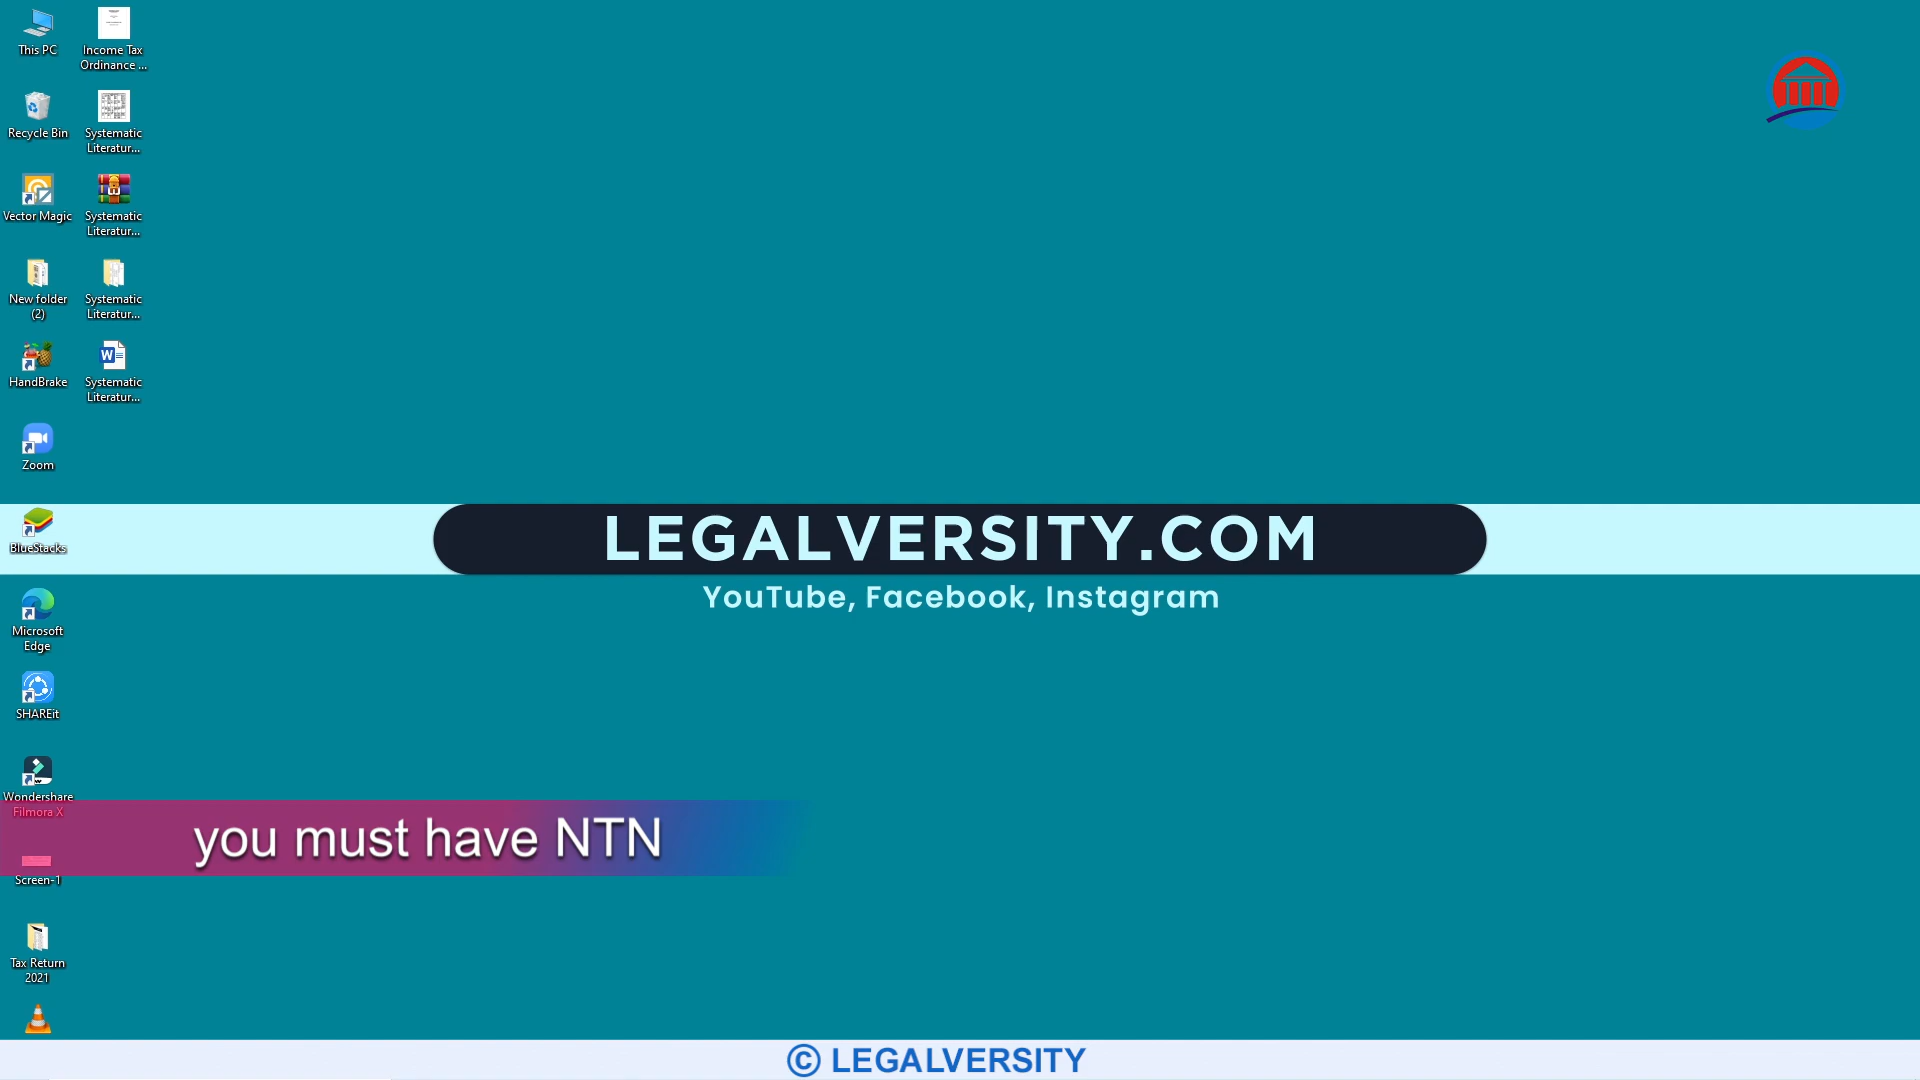 This PC
Income Tax
Ordinance ...
Recycle Bin
Systematic
Literatur...
Vector Magic
Systematic
Literatur...
New folder
(2)
Systematic
Literatur...
HandBrake
Systematic
Literatur...
Zoom
BlueStacks
LEGALVERSITY.COM
YouTube, Facebook, Instagram
Microsoft
Edge
SHAREit
Wondershare
Filmora X
you must have NTN
Screen-1
Tax Return
2021
© LEGALVERSITY